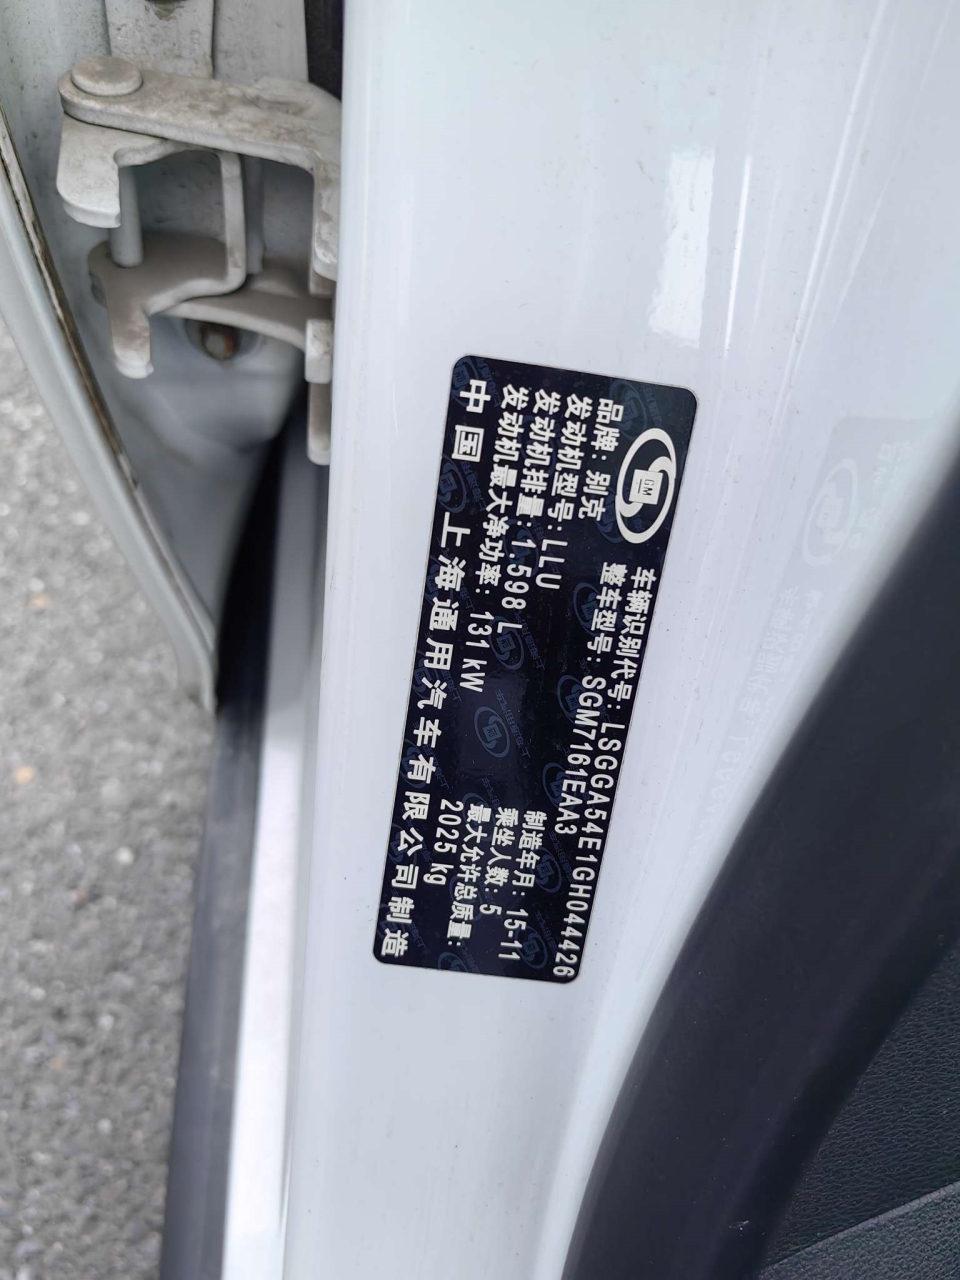 GM
品牌: 别克
车辆识别代号: LSGGA54E1GH044426
发动机型号: LLU
整车型号: SGM7161EAA3
发动机排量: 1.598 L
制造年月: 15-11
发动机最大净功率: 131 kW
乘坐人数: 5
最大允许总质量:
2025 kg
中国 上海通用汽车有限公司制造